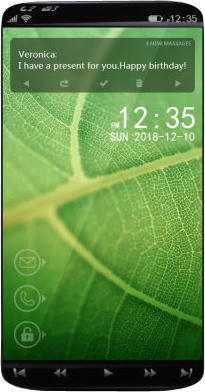 12:35
3 NEW MASSAGES
Veronica:
I have a present for you.Happy birthday!
PM 12:35
SUN 2018-12-10